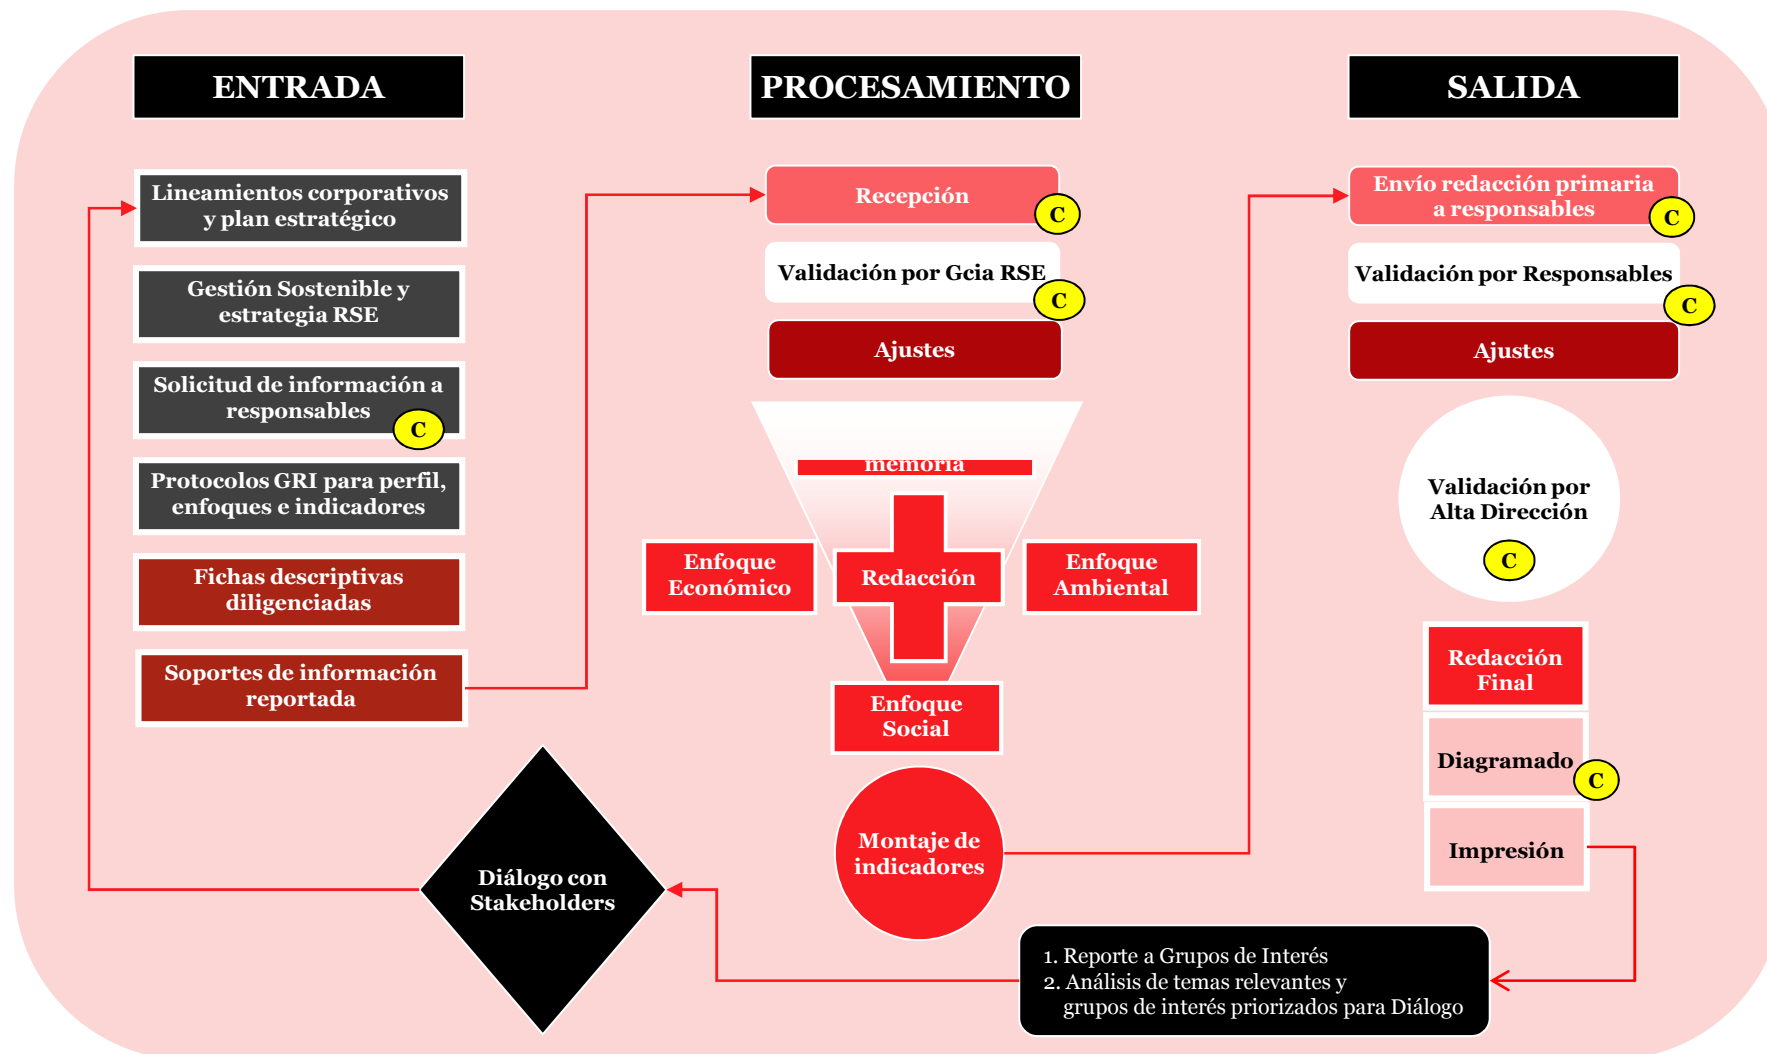 ENTRADA
Lineamientos corporativos
y plan estratégico
Gestión Sostenible y
estrategia RSE
Solicitud de información a
responsables
C
Protocolos GRI para perfil,
enfoques e indicadores
Fichas descriptivas
diligenciadas
Soportes de información
reportada
PROCESAMIENTO
Recepción
C
Validación por Gcia RSE
C
Ajustes
memoria
Enfoque
Económico
Redacción
Enfoque
Ambiental
Enfoque
Social
Montaje de
indicadores
SALIDA
Envío redacción primaria
a responsables
C
Validación por Responsables
C
Ajustes
Validación por
Alta Dirección
C
Redacción
Final
Diagramado
C
Impresión
1. Reporte a Grupos de Interés
2. Análisis de temas relevantes y
grupos de interés priorizados para Diálogo
Diálogo con
Stakeholders